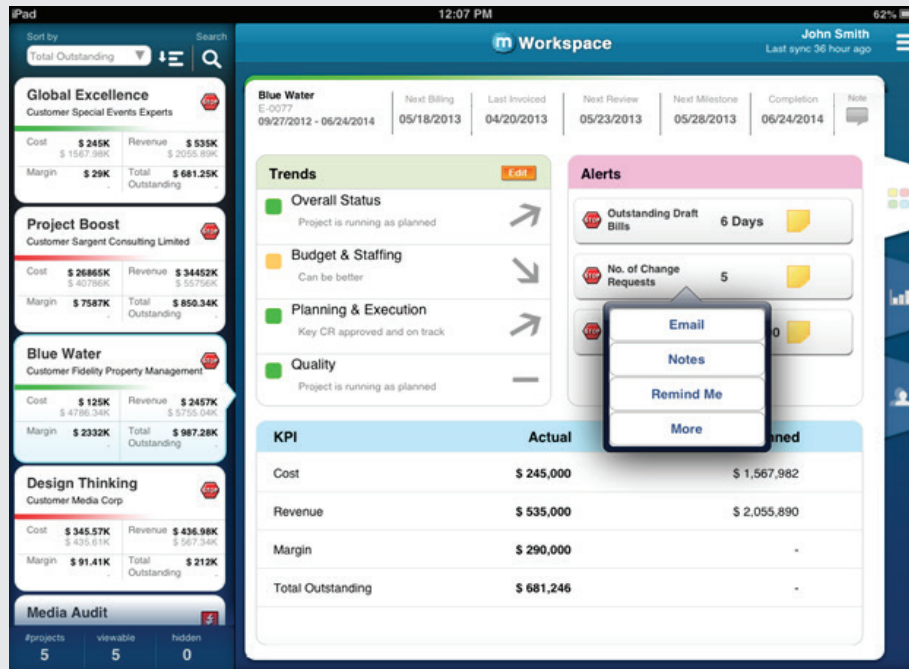 iPad
12:07 PM
62%
Sort by
Search
Total Outstanding
m Workspace
John Smith
Last sync 36 hour ago
Global Excellence
Customer Special Events Experts
Cost $ 245K Revenue $ 535K
$ 1567.98K $ 2055.89K
Margin $ 29K Total Outstanding $ 681.25K
- -
Project Boost
Customer Sargent Consulting Limited
Cost $ 26865K Revenue $ 34452K
$ 40786K $ 55756K
Margin $ 7587K Total Outstanding $ 850.34K
- -
Blue Water
Customer Fidelity Property Management
Cost $ 125K Revenue $ 2457K
$ 4786.34K $ 5755.04K
Margin $ 2332K Total Outstanding $ 987.28K
- -
Design Thinking
Customer Media Corp
Cost $ 345.57K Revenue $ 436.98K
$ 435.61K $ 567.34K
Margin $ 91.41K Total Outstanding $ 212K
- -
Media Audit
#projects viewable hidden
5 5 0
Blue Water
E-0077
09/27/2012 - 06/24/2014
Next Billing
05/18/2013
Last Invoiced
04/20/2013
Next Review
05/23/2013
Next Milestone
05/28/2013
Completion
06/24/2014
Note
Trends
Edit
Overall Status
Project is running as planned
Budget & Staffing
Can be better
Planning & Execution
Key CR approved and on track
Quality
Project is running as planned
Alerts
STOP
Outstanding Draft
Bills
6 Days
STOP
No. of Change
Requests
5
STOP
0
Email
Notes
Remind Me
More
KPI Actual nned
Cost $ 245,000 $ 1,567,982
Revenue $ 535,000 $ 2,055,890
Margin $ 290,000 -
Total Outstanding $ 681,246 -